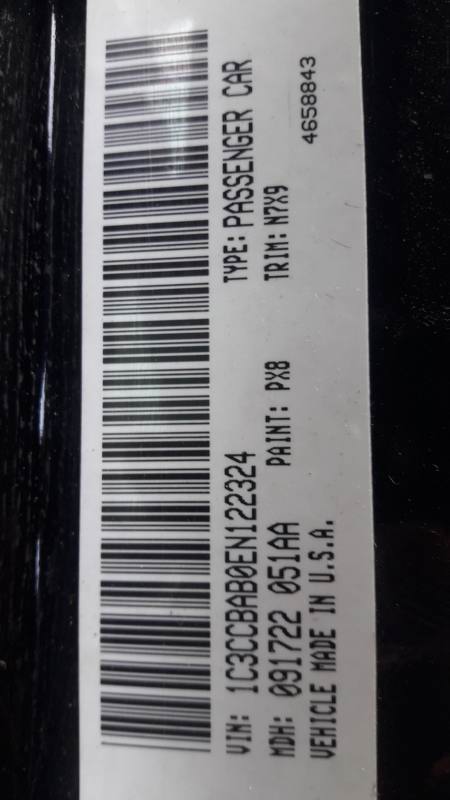 VIN: 1C3CCBAB0EN122324 TYPE: PASSENGER CAR
MDH: 091722 051AA PAINT: PX8 TRIM: N7X9
VEHICLE MADE IN U.S.A. 4658843